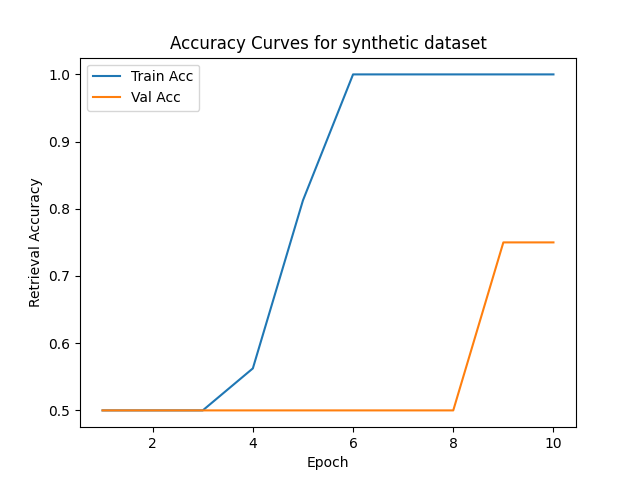 Accuracy Curves for synthetic dataset
Train Acc
Val Acc
Retrieval Accuracy
1.0
0.9
0.8
0.7
0.6
0.5
2 4 6 8 10
Epoch